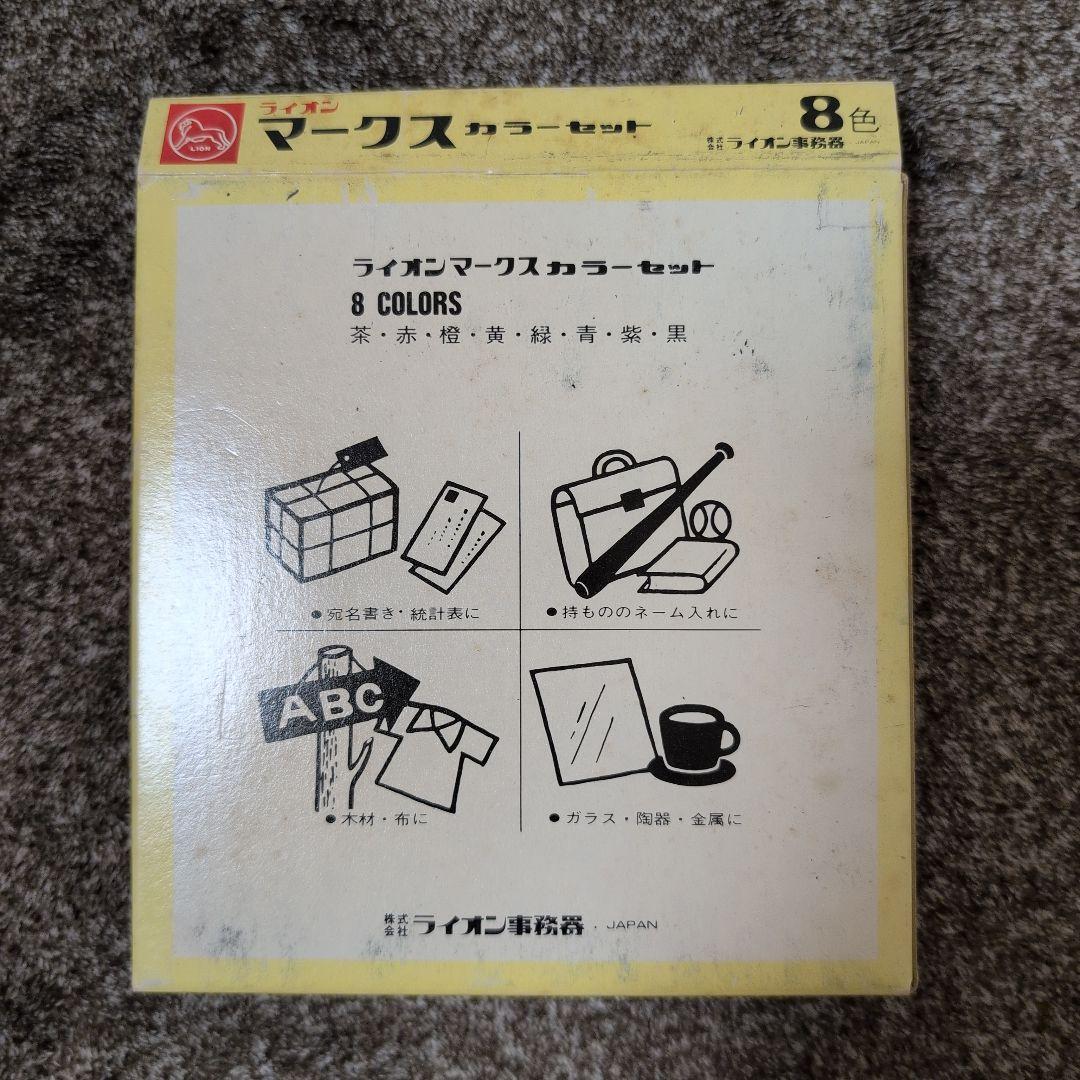 ライオン
マークス カラーセット
8色
LION
株式会社 ライオン事務器 JAPAN
ライオンマークスカラーセット
8 COLORS
茶・赤・橙・黄・緑・青・紫・黒
●宛名書き・統計表に
●持もののネーム入れに
ABC
●木材・布に
●ガラス・陶器・金属に
株式会社 ライオン事務器・JAPAN